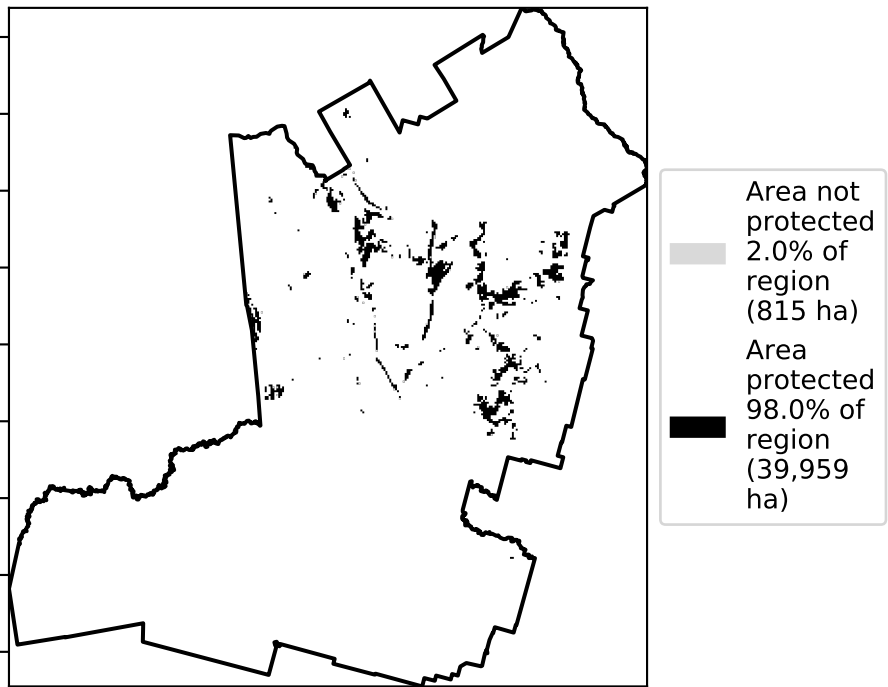 Area not
protected
2.0% of
region
(815 ha)
Area
protected
98.0% of
region
(39,959
ha)